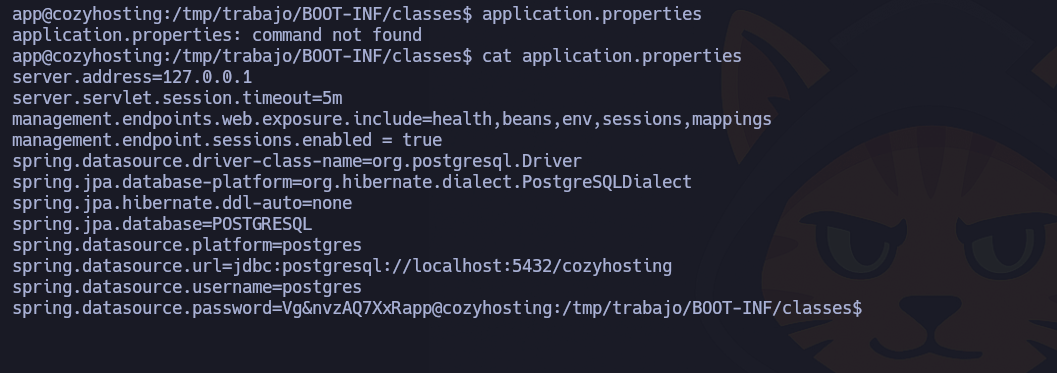 app@cozyhosting:/tmp/trabajo/BOOT-INF/classes$ application.properties
application.properties: command not found
app@cozyhosting:/tmp/trabajo/BOOT-INF/classes$ cat application.properties
server.address=127.0.0.1
server.servlet.session.timeout=5m
management.endpoints.web.exposure.include=health,beans,env,sessions,mappings
management.endpoint.sessions.enabled = true
spring.datasource.driver-class-name=org.postgresql.Driver
spring.jpa.database-platform=org.hibernate.dialect.PostgreSQLDialect
spring.jpa.hibernate.ddl-auto=none
spring.jpa.database=POSTGRESQL
spring.datasource.platform=postgres
spring.datasource.url=jdbc:postgresql://localhost:5432/cozyhosting
spring.datasource.username=postgres
spring.datasource.password=Vg&nvzAQ7XxRapp@cozyhosting:/tmp/trabajo/BOOT-INF/classes$